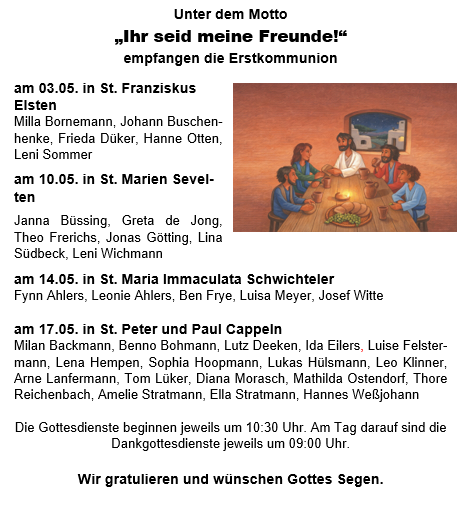 Unter dem Motto
„Ihr seid meine Freunde!“
empfangen die Erstkommunion
am 03.05. in St. Franziskus
Elsten
Milla Bornemann, Johann Buschen-
henke, Frieda Düker, Hanne Otten,
Leni Sommer
am 10.05. in St. Marien Sevel-
ten
Janna Büssing, Greta de Jong,
Theo Frerichs, Jonas Götting, Lina
Südbeck, Leni Wichmann
am 14.05. in St. Maria Immaculata Schwichteler
Fynn Ahlers, Leonie Ahlers, Ben Frye, Luisa Meyer, Josef Witte
am 17.05. in St. Peter und Paul Cappeln
Milan Backmann, Benno Bohmann, Lutz Deeken, Ida Eilers, Luise Felster-
mann, Lena Hempen, Sophia Hoopmann, Lukas Hülsmann, Leo Klinner,
Arne Lanfermann, Tom Lüker, Diana Morasch, Mathilda Ostendorf, Thore
Reichenbach, Amelie Stratmann, Ella Stratmann, Hannes Weßjohann
Die Gottesdienste beginnen jeweils um 10:30 Uhr. Am Tag darauf sind die
Dankgottesdienste jeweils um 09:00 Uhr.
Wir gratulieren und wünschen Gottes Segen.